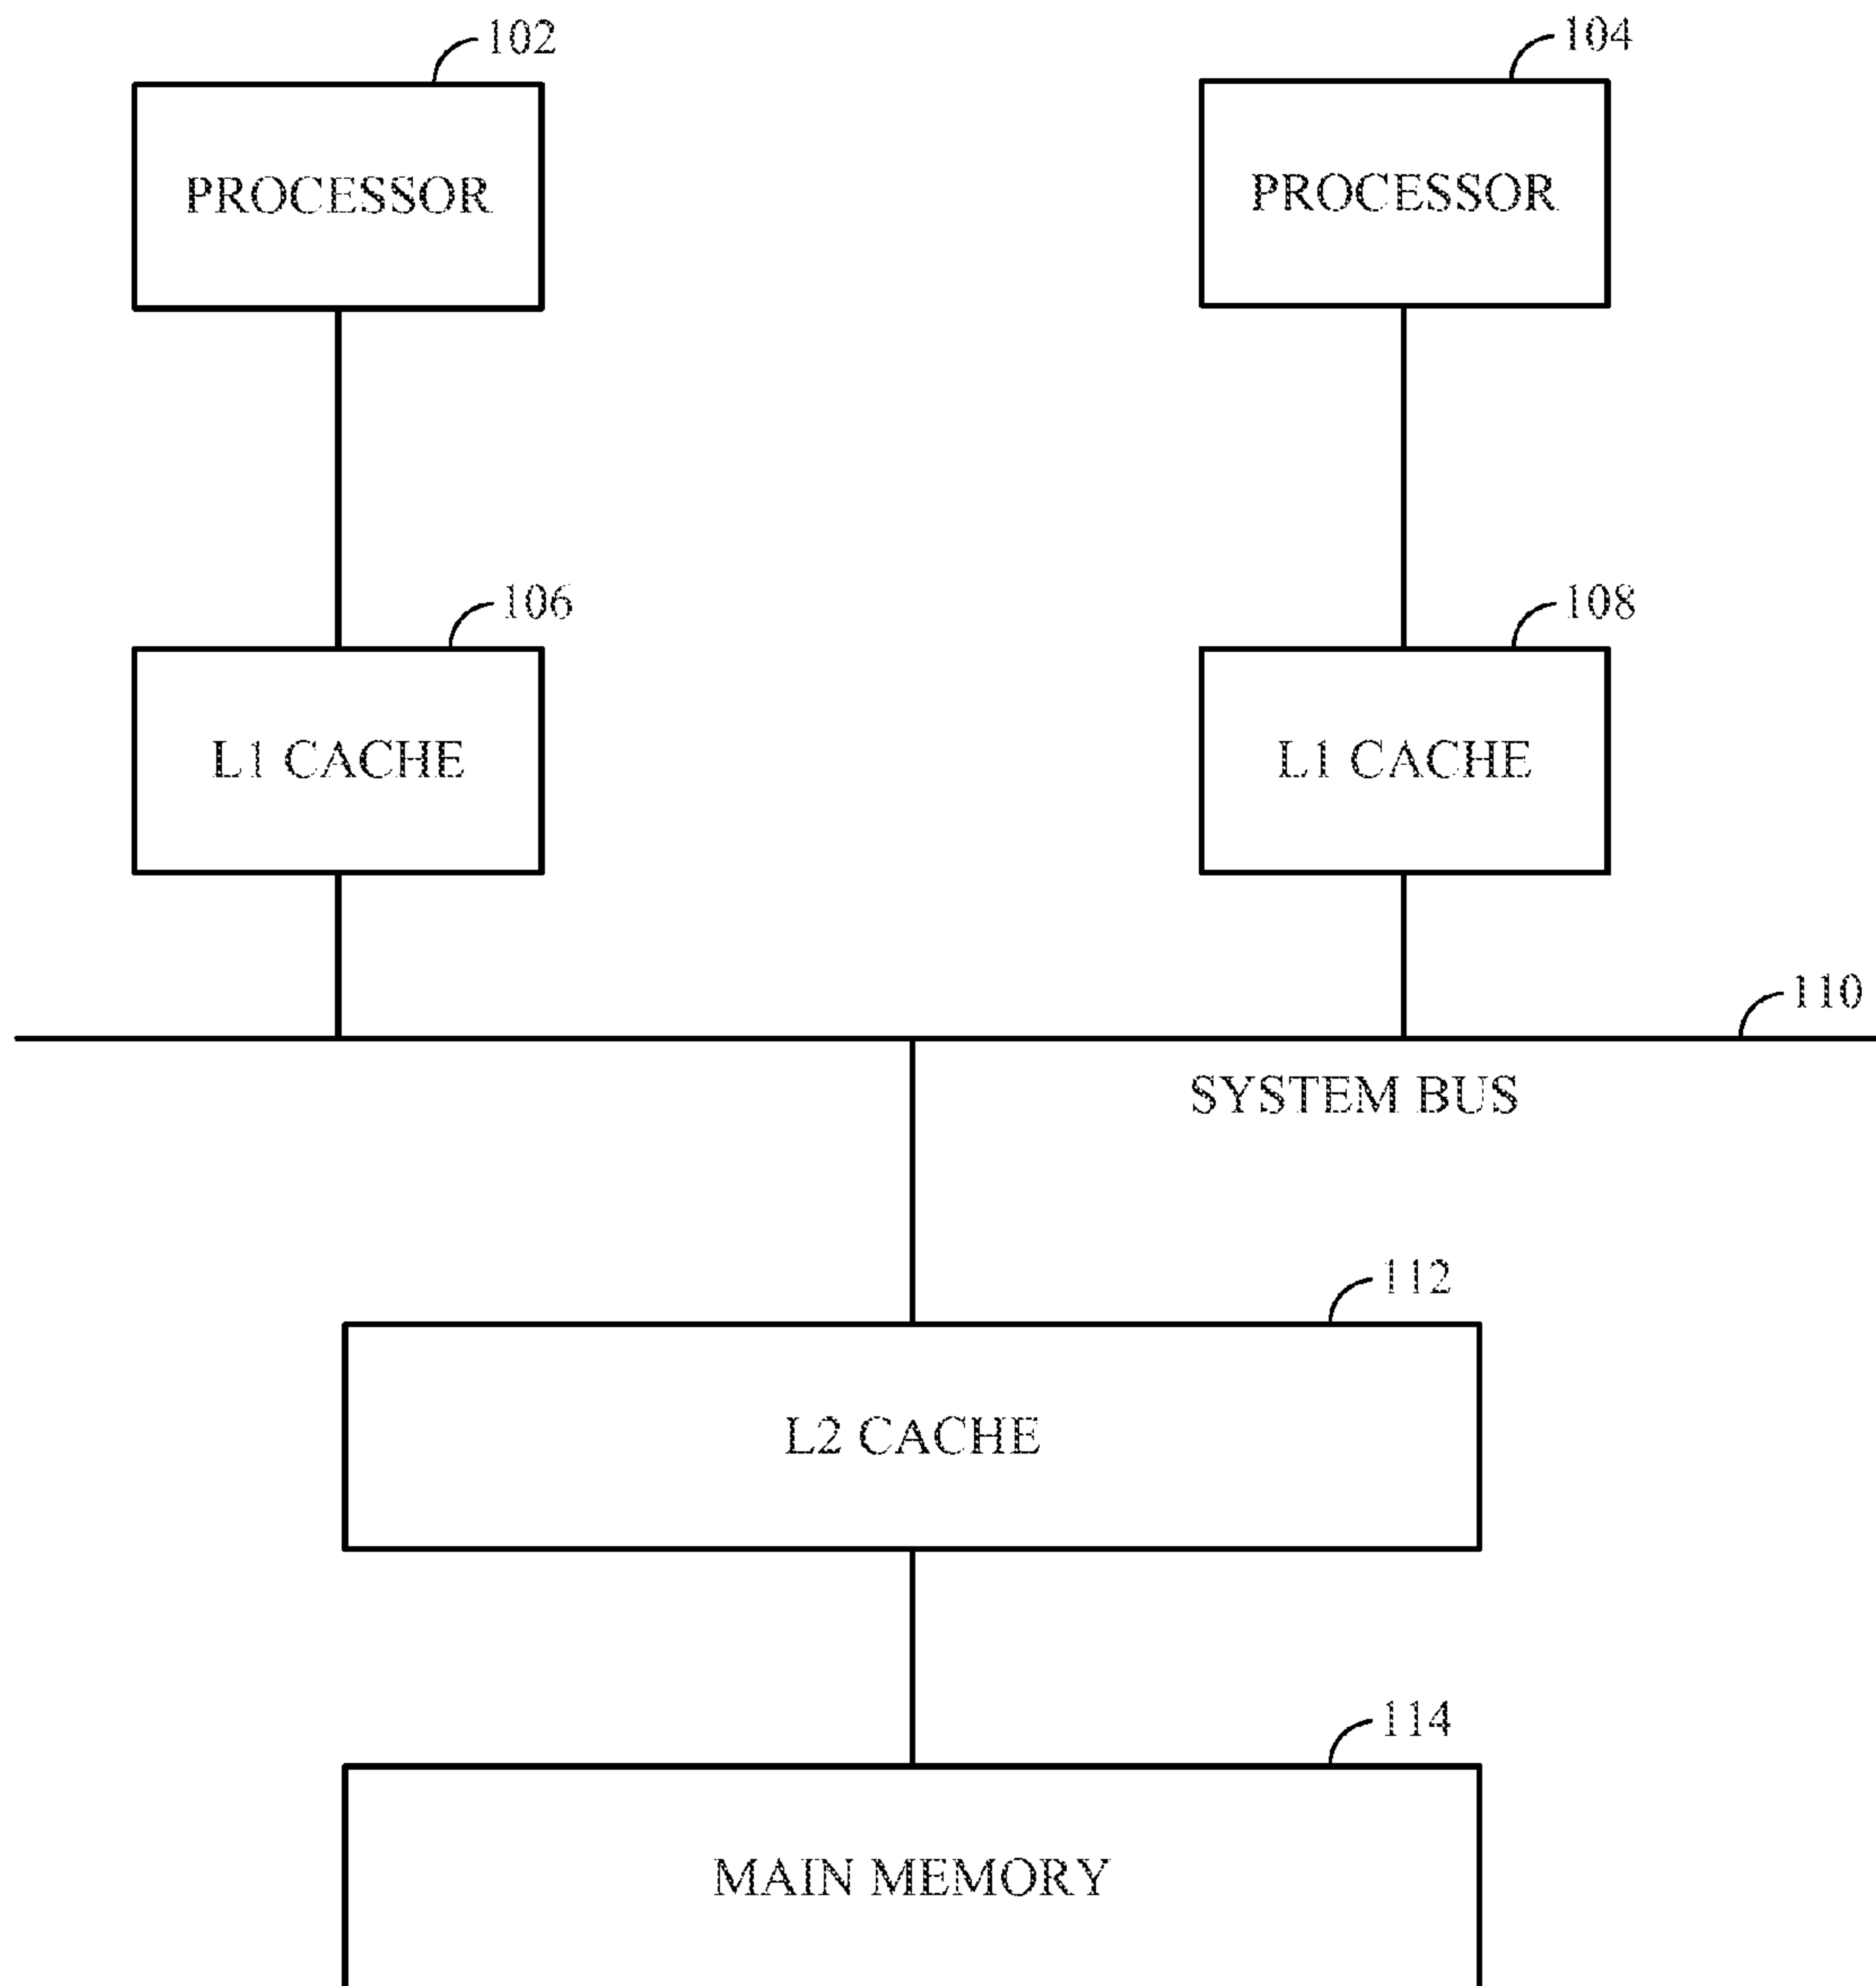 102
104
PROCESSOR
PROCESSOR
106
108
L1 CACHE
L1 CACHE
110
SYSTEM BUS
112
L2 CACHE
114
MAIN MEMORY